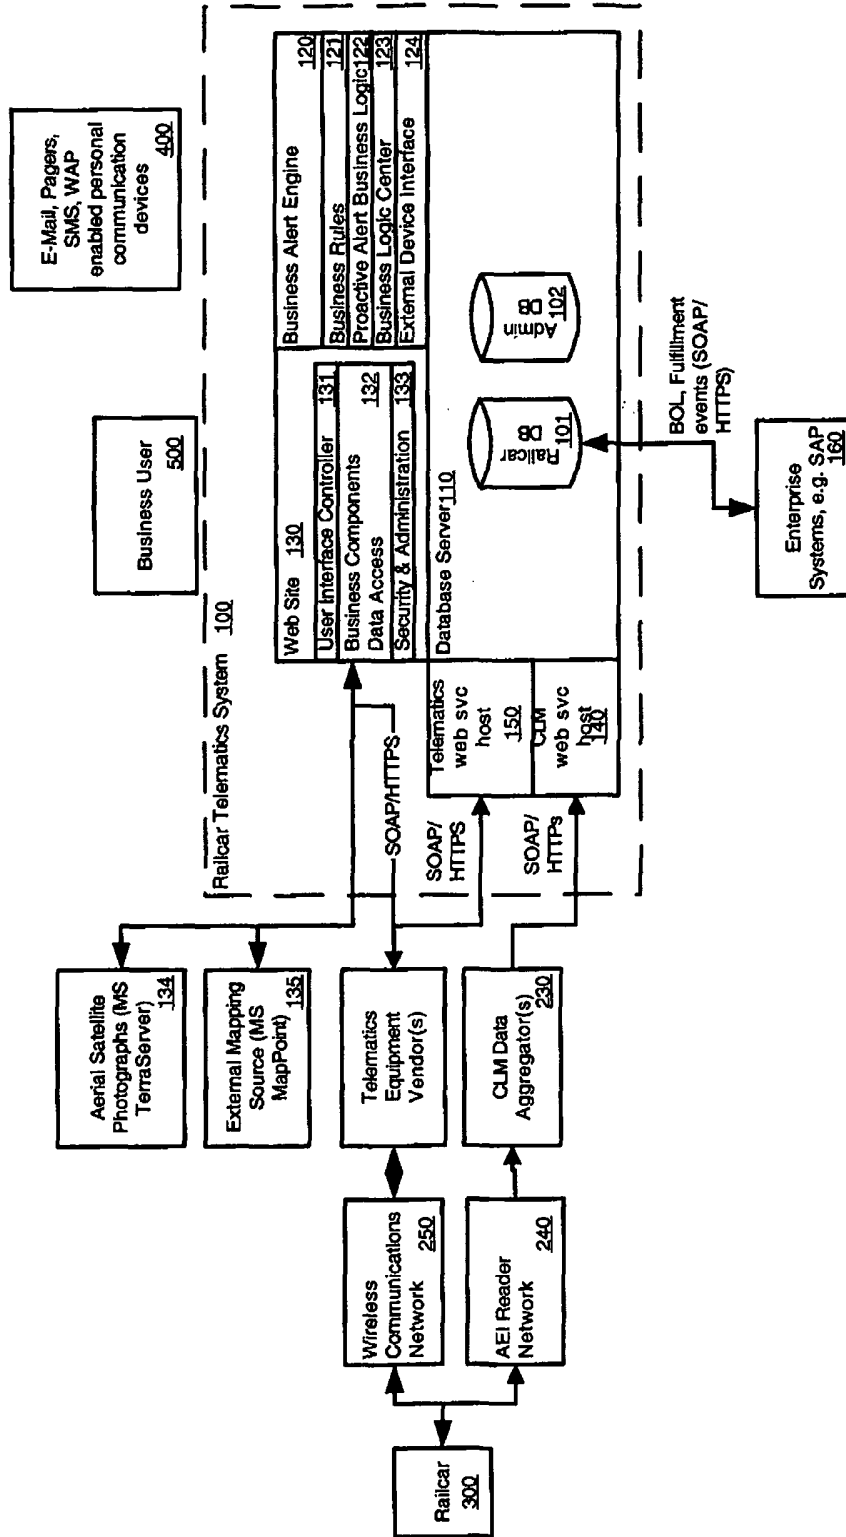 E-Mail, Pagers,
SMS, WAP
enabled personal
communication
devices
400
Business User
500
Railcar Telematics System 100
Aerial Satellite
Photographs (MS
TerraServer)
134
External Mapping
Source (MS
MapPoint)
135
Telematics
Equipment
Vendor(s)
CLM Data
Aggregator(s)
230
Wireless
Communications
Network 250
AEI Reader
Network
240
Railcar
300
Web Site 130
User Interface Controller 131
Business Components
Data Access
132
Security & Administration 133
Business Alert Engine 120
Business Rules 121
Proactive Alert Business Logic 122
Business Logic Center 123
External Device Interface 124
Database Server 110
Railcar
DB
101
Admin
DB
102
Telematics
web svc
host
150
CLM
web svc
host
140
SOAP/HTTPS
SOAP/
HTTPS
SOAP/
HTTPs
BOL, Fulfillment
events (SOAP/
HTTPS)
Enterprise
Systems, e.g. SAP
160